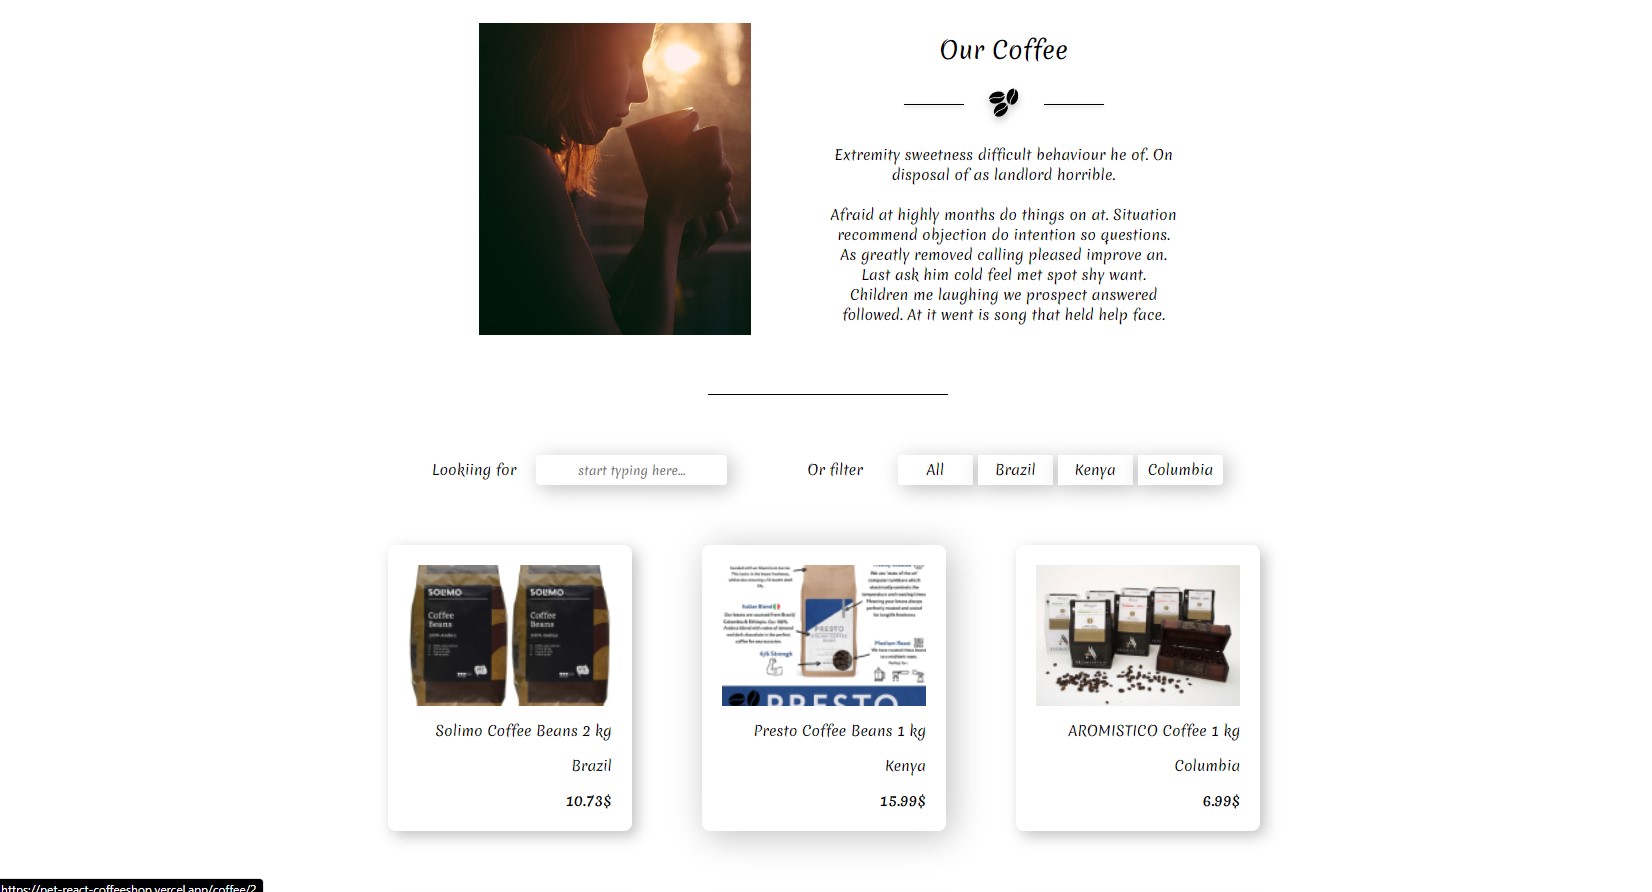 Our Coffee
Extremity sweetness difficult behaviour he of. On
disposal of as landlord horrible.
Afraid at highly months do things on at. Situation
recommend objection do intention so questions.
As greatly removed calling pleased improve an.
Last ask him cold feel met spot shy want.
Children me laughing we prospect answered
followed. At it went is song that held help face.
Lookiing for
start typing here...
Or filter
All
Brazil
Kenya
Columbia
SOLIMO
Coffee
Beans
SOLIMO
Coffee
Beans
Italian Blend
Medium Roast
PRESTO
PRESTO
Solimo Coffee Beans 2 kg
Brazil
10.73$
Presto Coffee Beans 1 kg
Kenya
15.99$
AROMISTICO Coffee 1 kg
Columbia
6.99$
https://pet-react-coffeeshop.vercel.app/coffee/2